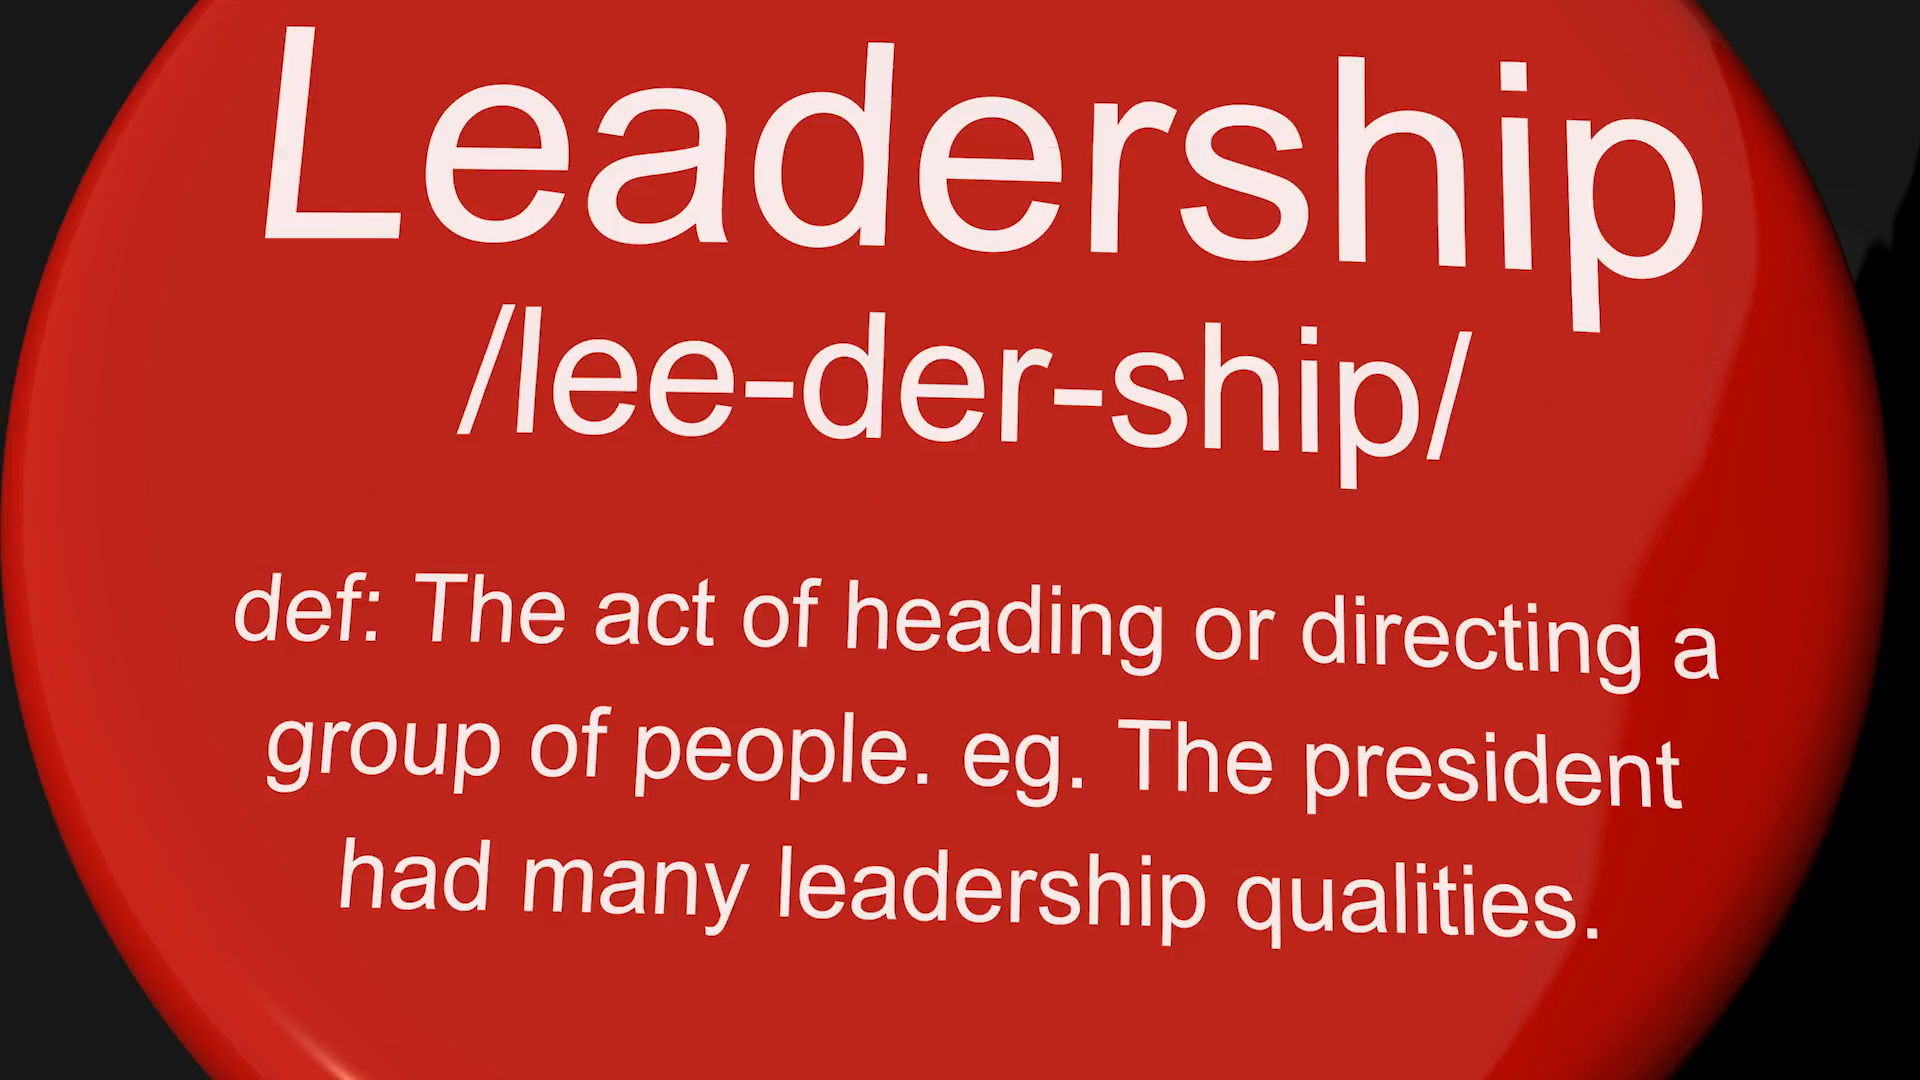 Leadership
/lee-der-ship/
def: The act of heading or directing a
group of people. eg. The president
had many leadership qualities.